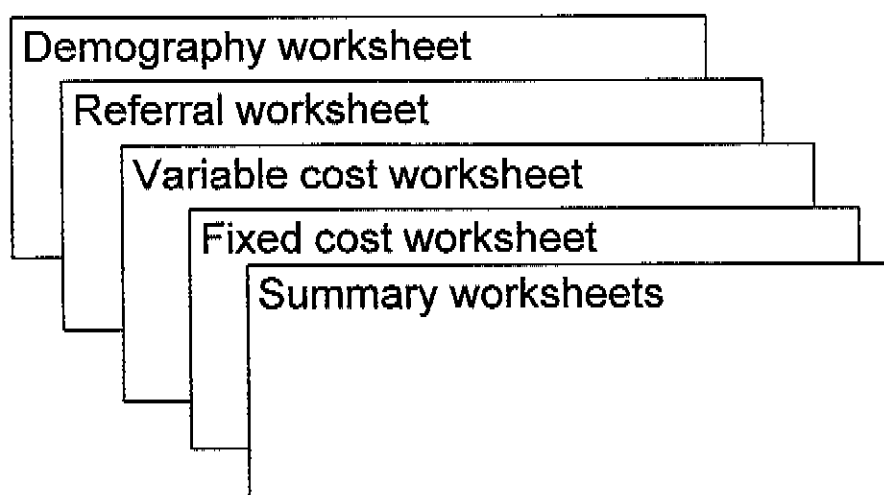 Demography worksheet
Referral worksheet
Variable cost worksheet
Fixed cost worksheet
Summary worksheets